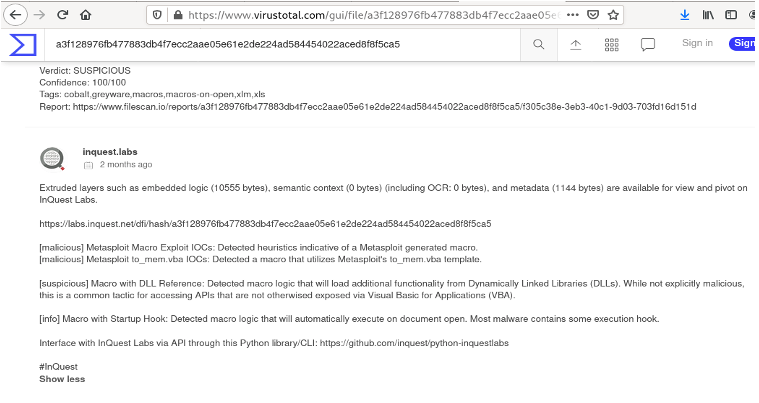 https://www.virustotal.com/gui/file/a3f128976fb477883db4f7ecc2aae05e
a3f128976fb477883db4f7ecc2aae05e61e2de224ad584454022aced8f8f5ca5
Sign in
Sign
Verdict: SUSPICIOUS
Confidence: 100/100
Tags: cobalt,greyware,macros,macros-on-open,xlm,xls
Report: https://www.filescan.io/reports/a3f128976fb477883db4f7ecc2aae05e61e2de224ad584454022aced8f8f5ca5/f305c38e-3eb3-40c1-9d03-703fd16d151d
inquest.labs
2 months ago
Extruded layers such as embedded logic (10555 bytes), semantic context (0 bytes) (including OCR: 0 bytes), and metadata (1144 bytes) are available for view and pivot on
InQuest Labs.
https://labs.inquest.net/dfi/hash/a3f128976fb477883db4f7ecc2aae05e61e2de224ad584454022aced8f8f5ca5
[malicious] Metasploit Macro Exploit IOCs: Detected heuristics indicative of a Metasploit generated macro.
[malicious] Metasploit to_mem.vba IOCs: Detected a macro that utilizes Metasploit's to_mem.vba template.
[suspicious] Macro with DLL Reference: Detected macro logic that will load additional functionality from Dynamically Linked Libraries (DLLs). While not explicitly malicious,
this is a common tactic for accessing APIs that are not otherwised exposed via Visual Basic for Applications (VBA).
[info] Macro with Startup Hook: Detected macro logic that will automatically execute on document open. Most malware contains some execution hook.
Interface with InQuest Labs via API through this Python library/CLI: https://github.com/inquest/python-inquestlabs
#InQuest
Show less